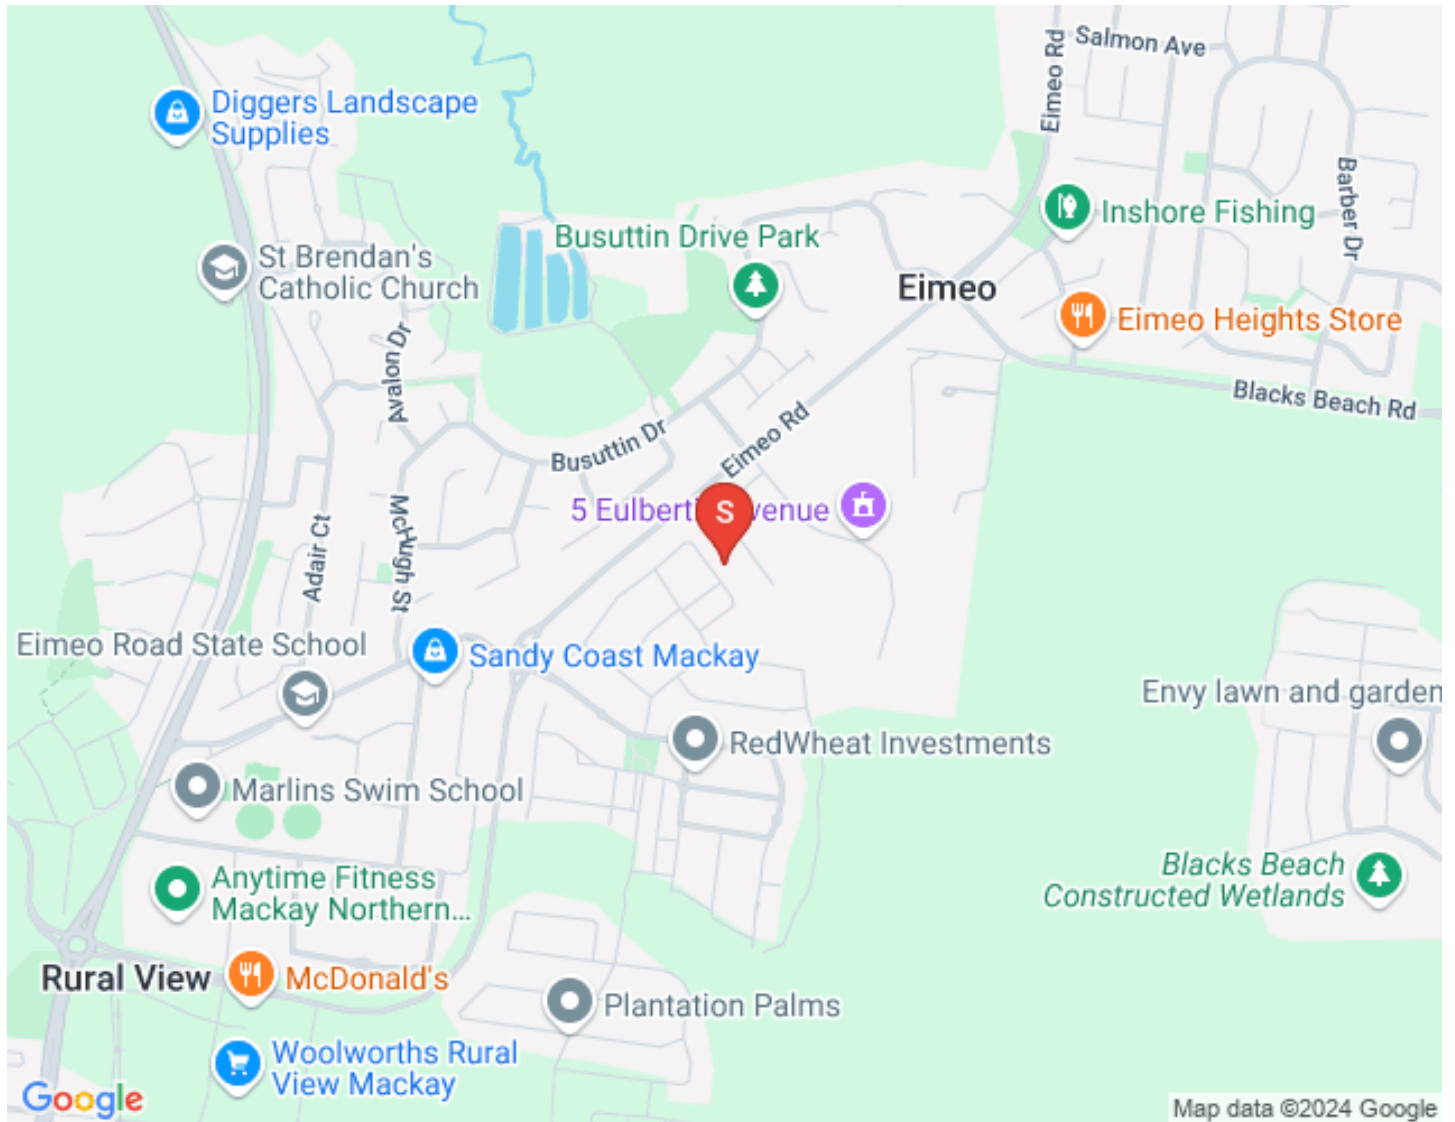 Salmon Ave
Eimeo Rd
Diggers Landscape
Supplies
Barber Dr
Inshore Fishing
Busuttin Drive Park
St Brendan's
Catholic Church
Eimeo
Eimeo Heights Store
Avalon Dr
Blacks Beach Rd
Busuttin Dr
Eimeo Rd
5 Eulberti
venue
S
McHugh St
Adair Ct
Eimeo Road State School
Sandy Coast Mackay
Envy lawn and garden
RedWheat Investments
Marlins Swim School
Blacks Beach
Constructed Wetlands
Anytime Fitness
Mackay Northern...
Rural View
McDonald's
Plantation Palms
Woolworths Rural
View Mackay
Google
Map data ©2024 Google